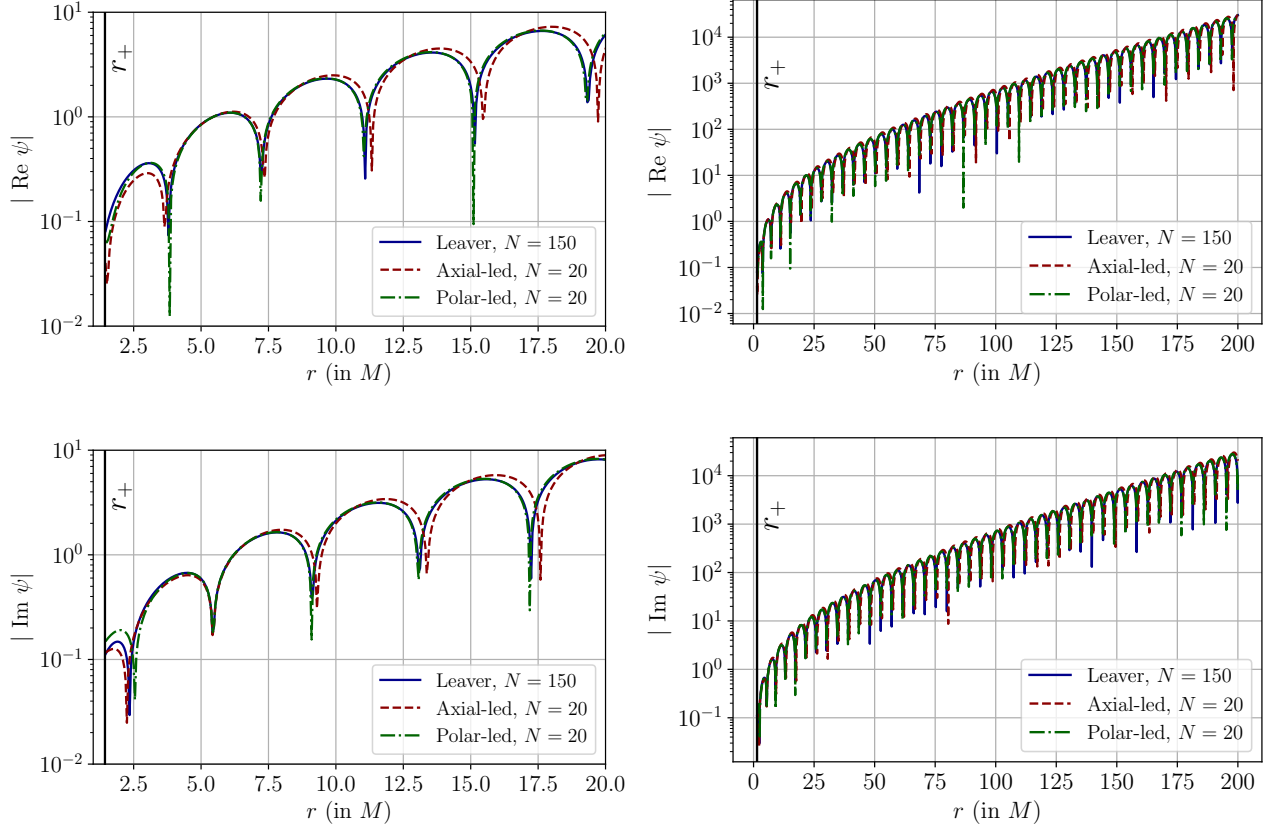 10^1
10^0
10^{-1}
10^{-2}
| Re ψ|
r_+
Leaver, N = 150
Axial-led, N = 20
Polar-led, N = 20
2.5 5.0 7.5 10.0 12.5 15.0 17.5 20.0
r (in M)
10^4
10^3
10^2
10^1
10^0
10^{-1}
10^{-2}
| Re ψ|
r_+
Leaver, N = 150
Axial-led, N = 20
Polar-led, N = 20
0 25 50 75 100 125 150 175 200
r (in M)
10^1
10^0
10^{-1}
10^{-2}
| Im ψ|
r_+
Leaver, N = 150
Axial-led, N = 20
Polar-led, N = 20
2.5 5.0 7.5 10.0 12.5 15.0 17.5 20.0
r (in M)
10^4
10^3
10^2
10^1
10^0
10^{-1}
| Im ψ|
r_+
Leaver, N = 150
Axial-led, N = 20
Polar-led, N = 20
0 25 50 75 100 125 150 175 200
r (in M)